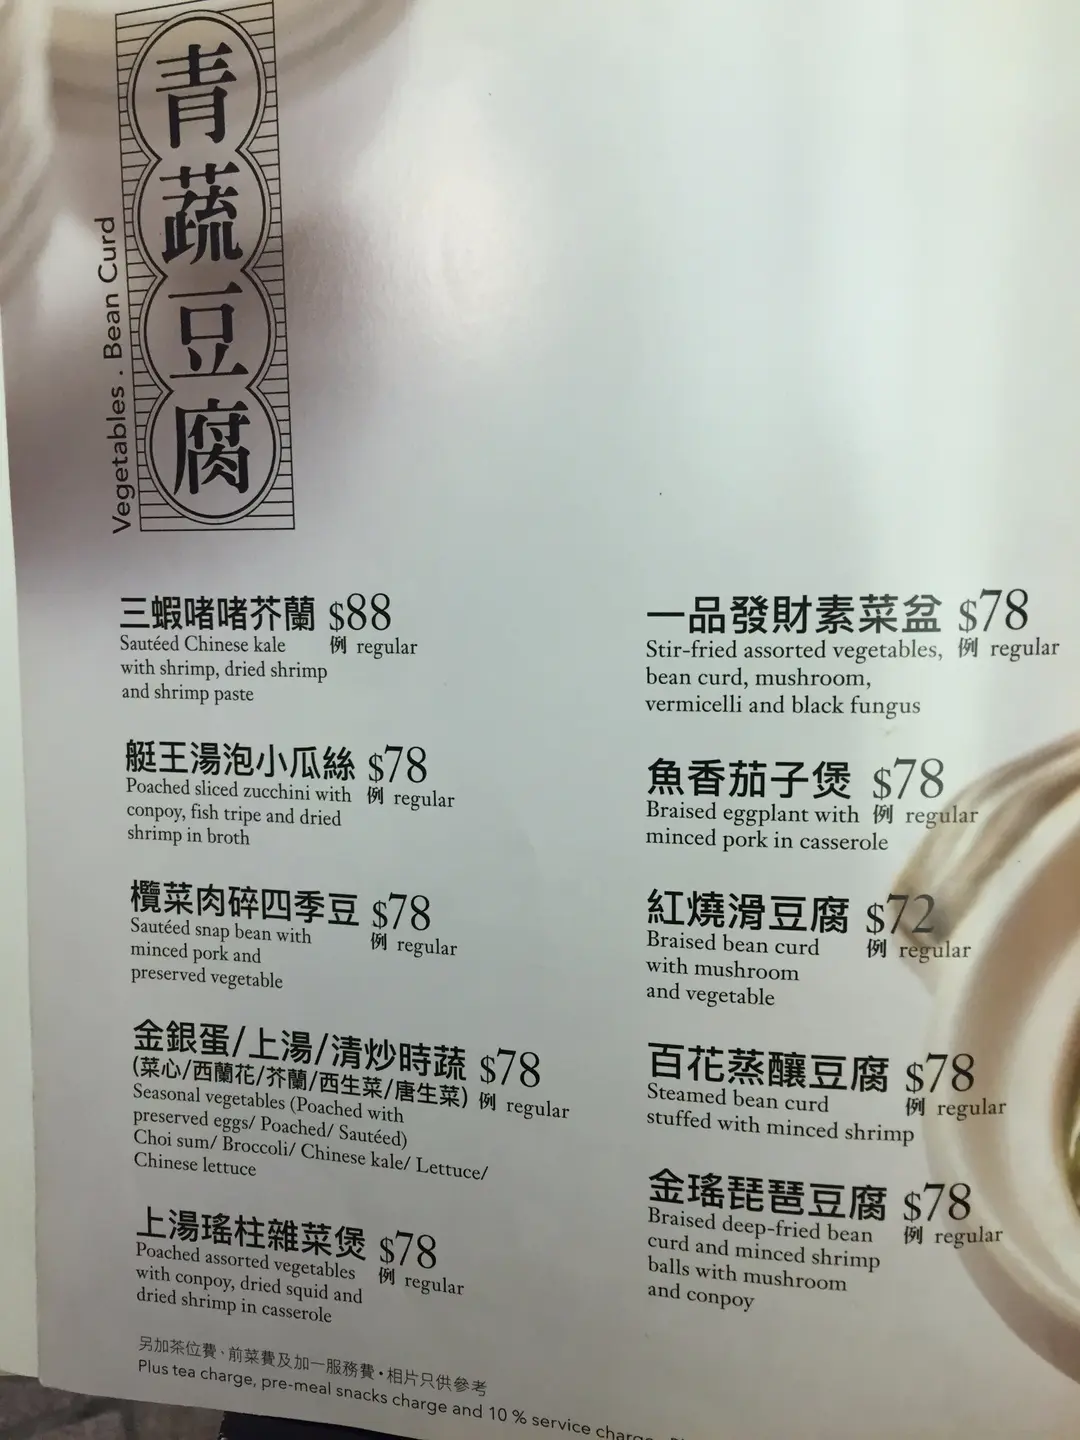 青蔬豆腐
Vegetables . Bean Curd
三蝦啫啫芥蘭 $88
Sautéed Chinese kale 例 regular
with shrimp, dried shrimp
and shrimp paste
艇王湯泡小瓜絲 $78
Poached sliced zucchini with 例 regular
conpoy, fish tripe and dried
shrimp in broth
欖菜肉碎四季豆 $78
Sautéed snap bean with 例 regular
minced pork and
preserved vegetable
金銀蛋/上湯/清炒時蔬 $78
(菜心/西蘭花/芥蘭/西生菜/唐生菜) 例 regular
Seasonal vegetables (Poached with
preserved eggs/ Poached/ Sautéed)
Choi sum/ Broccoli/ Chinese kale/ Lettuce/
Chinese lettuce
上湯瑤柱雜菜煲 $78
Poached assorted vegetables 例 regular
with conpoy, dried squid and
dried shrimp in casserole
一品發財素菜盆 $78
Stir-fried assorted vegetables, 例 regular
bean curd, mushroom,
vermicelli and black fungus
魚香茄子煲 $78
Braised eggplant with 例 regular
minced pork in casserole
紅燒滑豆腐 $72
Braised bean curd 例 regular
with mushroom
and vegetable
百花蒸釀豆腐 $78
Steamed bean curd 例 regular
stuffed with minced shrimp
金瑤琵琶豆腐 $78
Braised deep-fried bean 例 regular
curd and minced shrimp
balls with mushroom
and conpoy
另加茶位費、前菜費及加一服務費•相片只供參考
Plus tea charge, pre-meal snacks charge and 10 % service charge